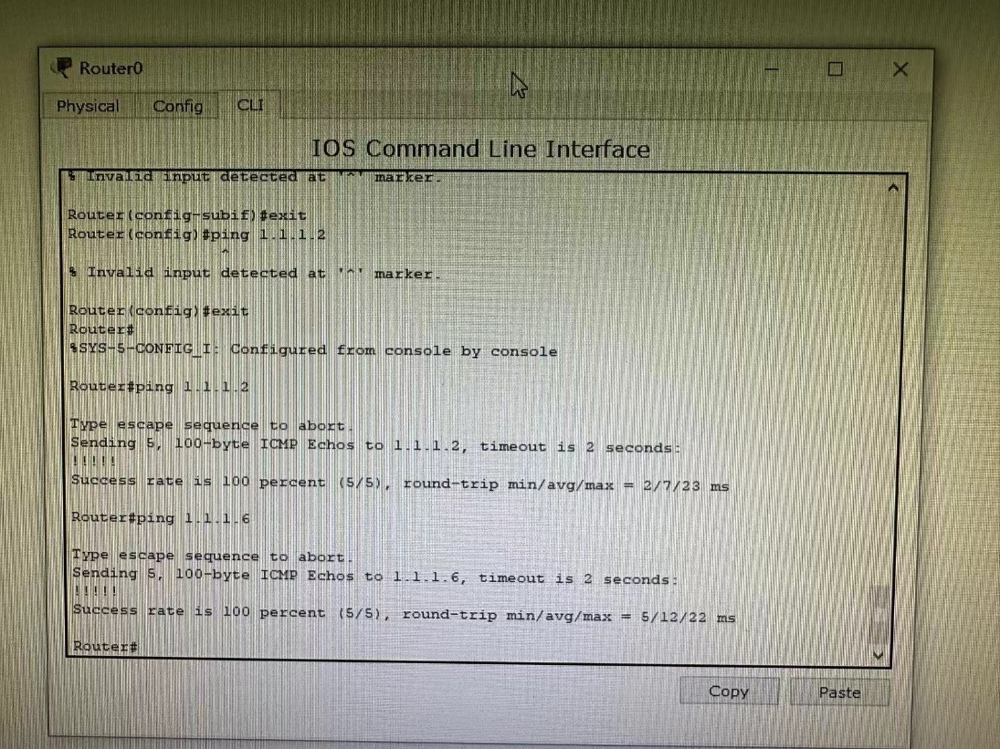 Router0
Physical Config CLI
IOS Command Line Interface
% Invalid input detected at '^' marker.
Router(config-subif)#exit
Router(config)#ping 1.1.1.2
^
% Invalid input detected at '^' marker.
Router(config)#exit
Router#
%SYS-5-CONFIG_I: Configured from console by console
Router#ping 1.1.1.2
Type escape sequence to abort.
Sending 5, 100-byte ICMP Echos to 1.1.1.2, timeout is 2 seconds:
!!!!!
Success rate is 100 percent (5/5), round-trip min/avg/max = 2/7/23 ms
Router#ping 1.1.1.6
Type escape sequence to abort.
Sending 5, 100-byte ICMP Echos to 1.1.1.6, timeout is 2 seconds:
!!!!!
Success rate is 100 percent (5/5), round-trip min/avg/max = 5/12/22 ms
Router#
Copy Paste